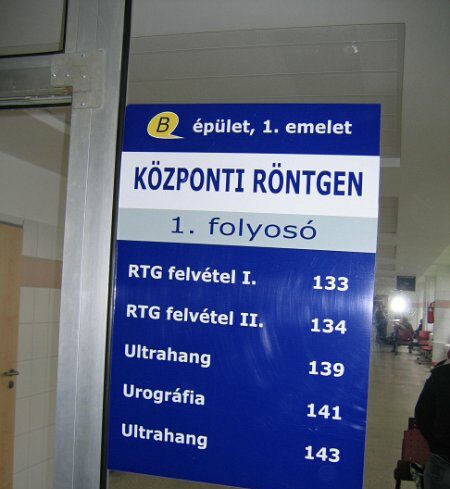 B épület, 1. emelet
KÖZPONTI RÖNTGEN
1. folyosó
RTG felvétel I. 133
RTG felvétel II. 134
Ultrahang 139
Urográfia 141
Ultrahang 143